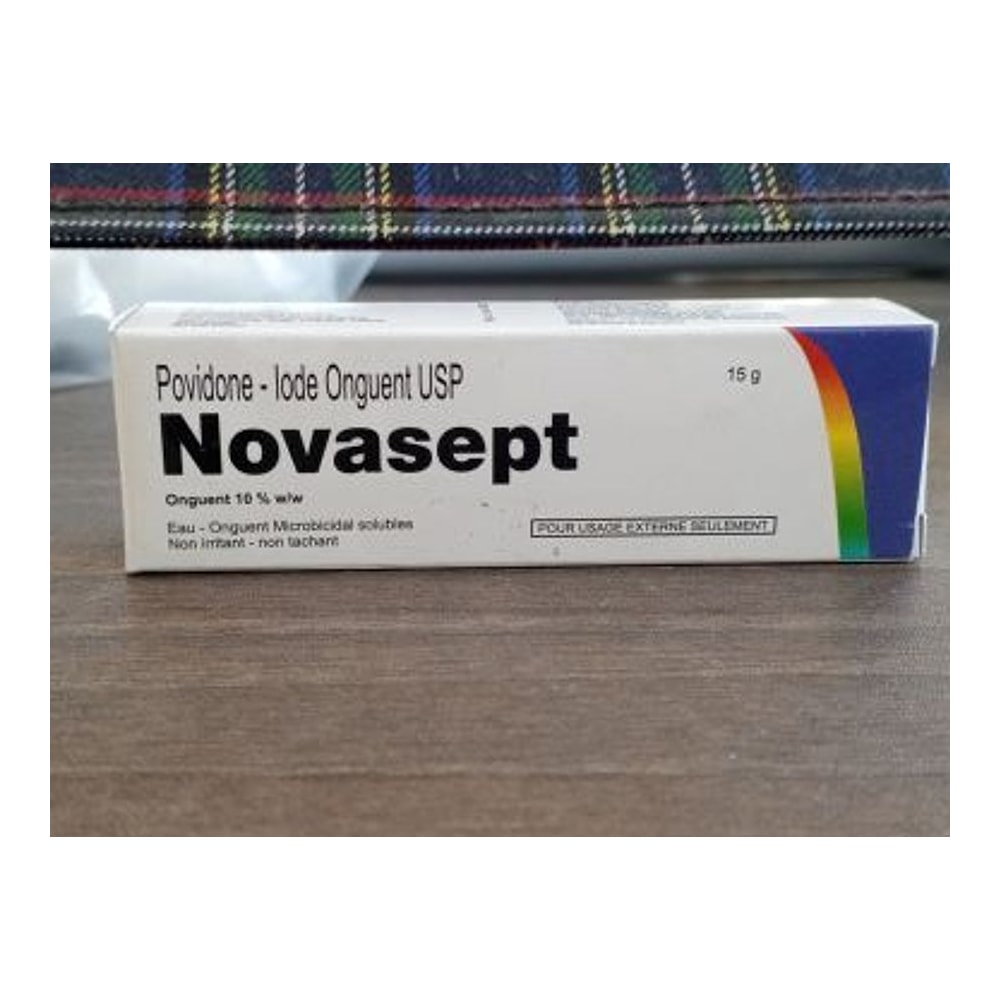 Povidone - Iode Onguent USP
15 g
Novasept
Onguent 10 % w/w
Eau - Onguent Microbicidal solubles
Non irritant - non tachant
POUR USAGE EXTERNE SEULEMENT